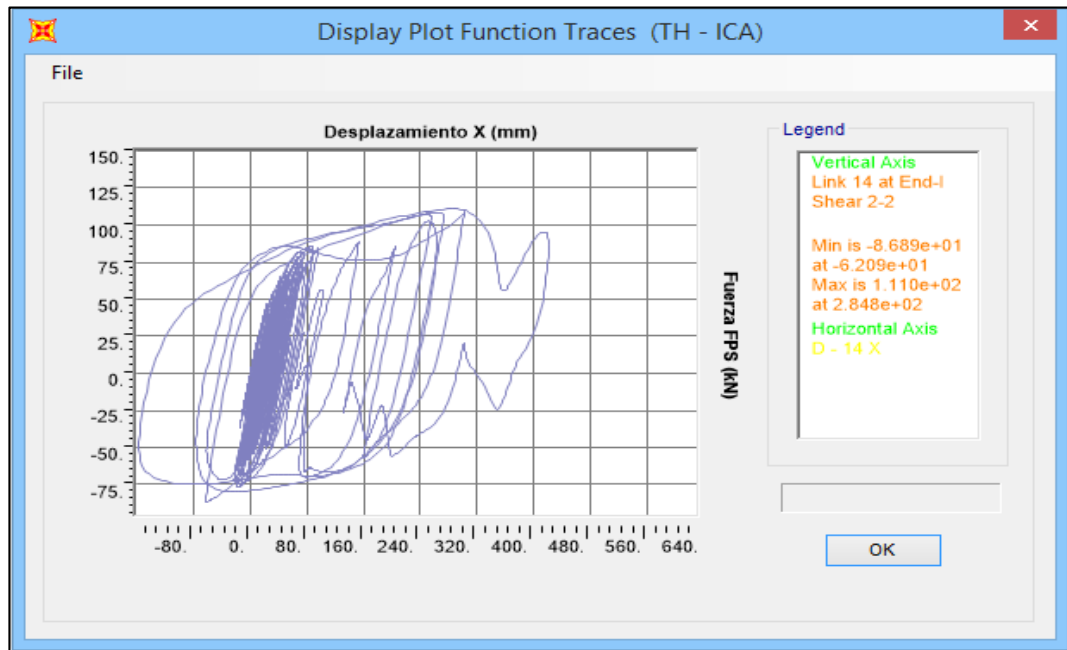 Display Plot Function Traces (TH - ICA)
File
Desplazamiento X (mm)
150.
125.
100.
75.
50.
25.
0.
-25.
-50.
-75.
-80. 0. 80. 160. 240. 320. 400. 480. 560. 640.
Fuerza FPS (kN)
Legend
Vertical Axis
Link 14 at End-I
Shear 2-2
Min is -8.689e+01
at -6.209e+01
Max is 1.110e+02
at 2.848e+02
Horizontal Axis
D - 14 X
OK